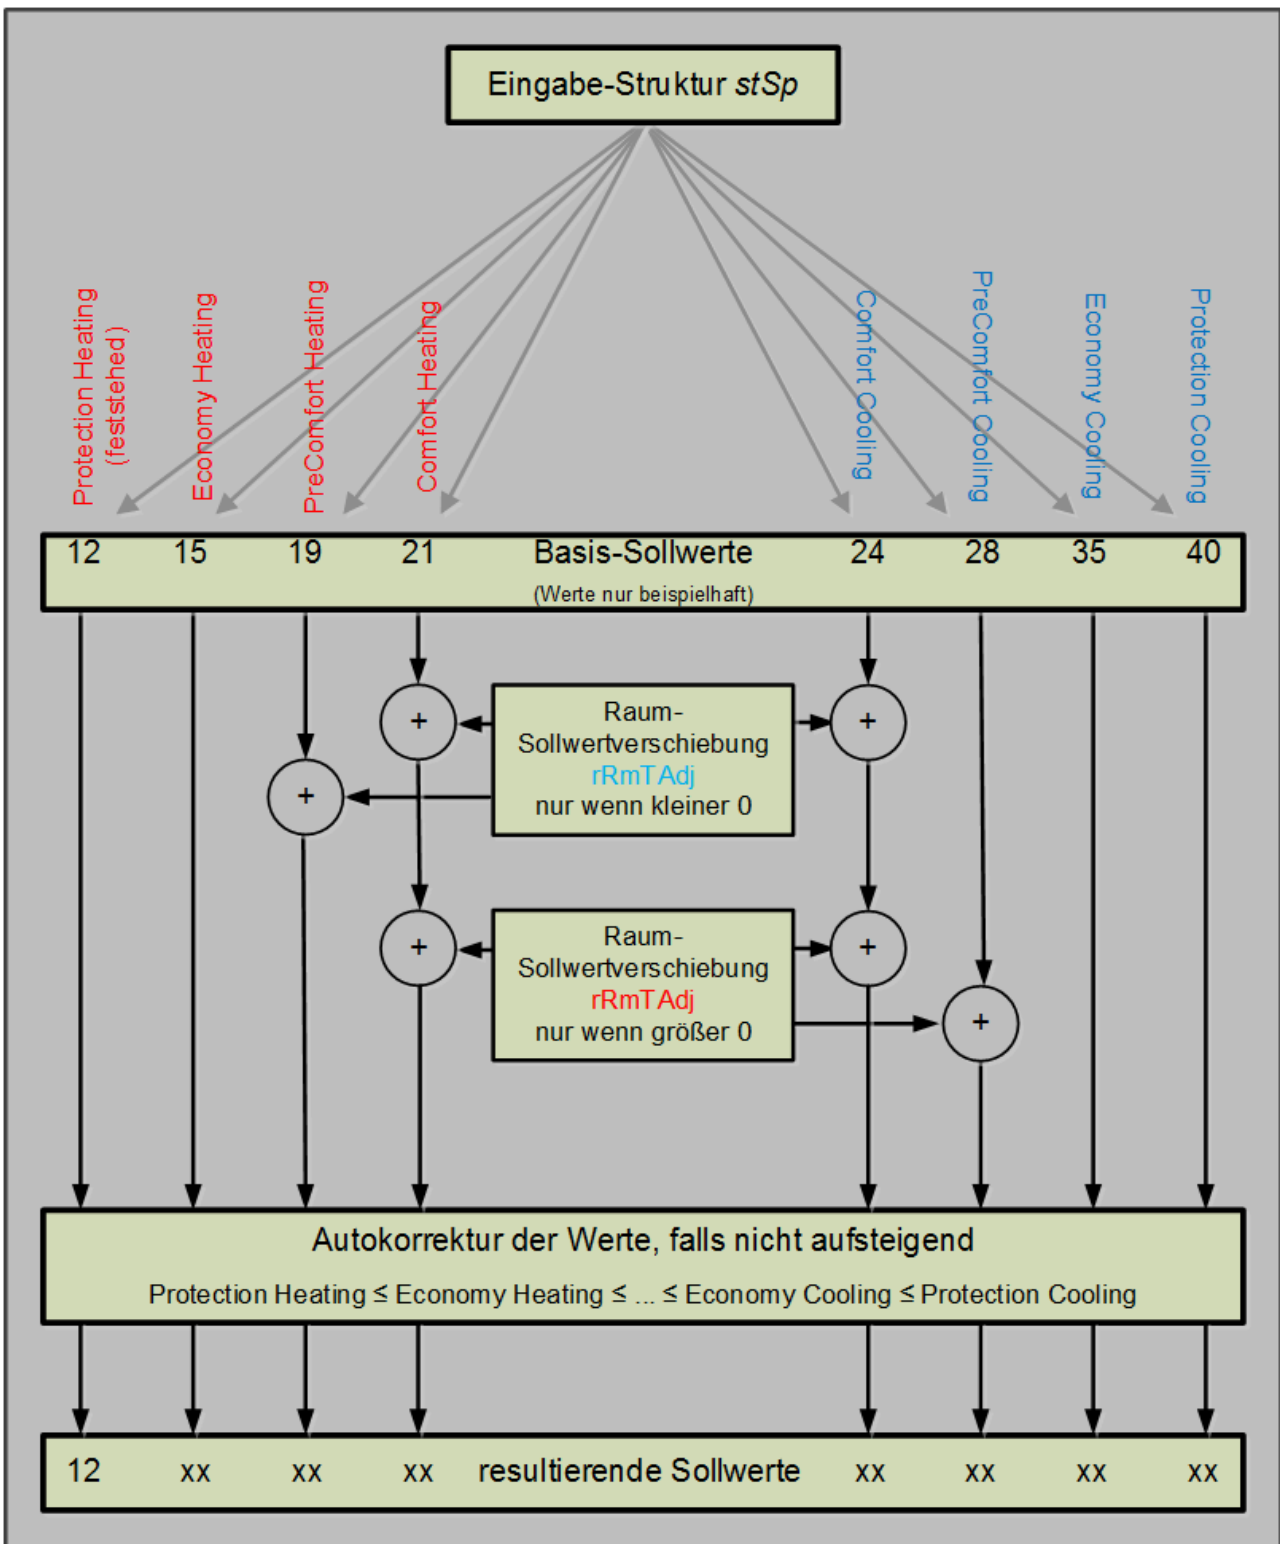 Eingabe-Struktur stSp
Protection Heating
(feststehed)
Economy Heating
PreComfort Heating
Comfort Heating
Comfort Cooling
PreComfort Cooling
Economy Cooling
Protection Cooling
12 15 19 21 Basis-Sollwerte 24 28 35 40
(Werte nur beispielhaft)
+ Raum- +
Sollwertverschiebung
rRmTAdj
+ nur wenn kleiner 0
+ Raum- +
Sollwertverschiebung
rRmTAdj
nur wenn größer 0 +
Autokorrektur der Werte, falls nicht aufsteigend
Protection Heating ≤ Economy Heating ≤ ... ≤ Economy Cooling ≤ Protection Cooling
12 xx xx xx resultierende Sollwerte xx xx xx xx